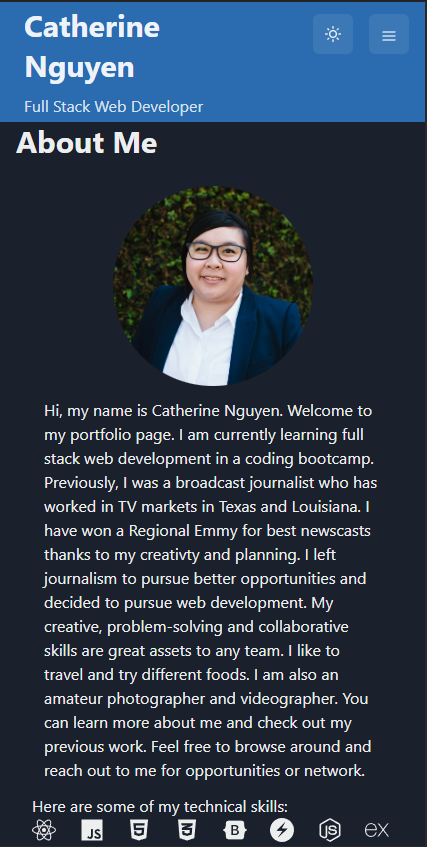 Catherine
Nguyen
Full Stack Web Developer
About Me
Hi, my name is Catherine Nguyen. Welcome to
my portfolio page. I am currently learning full
stack web development in a coding bootcamp.
Previously, I was a broadcast journalist who has
worked in TV markets in Texas and Louisiana. I
have won a Regional Emmy for best newscasts
thanks to my creativty and planning. I left
journalism to pursue better opportunities and
decided to pursue web development. My
creative, problem-solving and collaborative
skills are great assets to any team. I like to
travel and try different foods. I am also an
amateur photographer and videographer. You
can learn more about me and check out my
previous work. Feel free to browse around and
reach out to me for opportunities or network.
Here are some of my technical skills:
JS 5 3 B JS ex